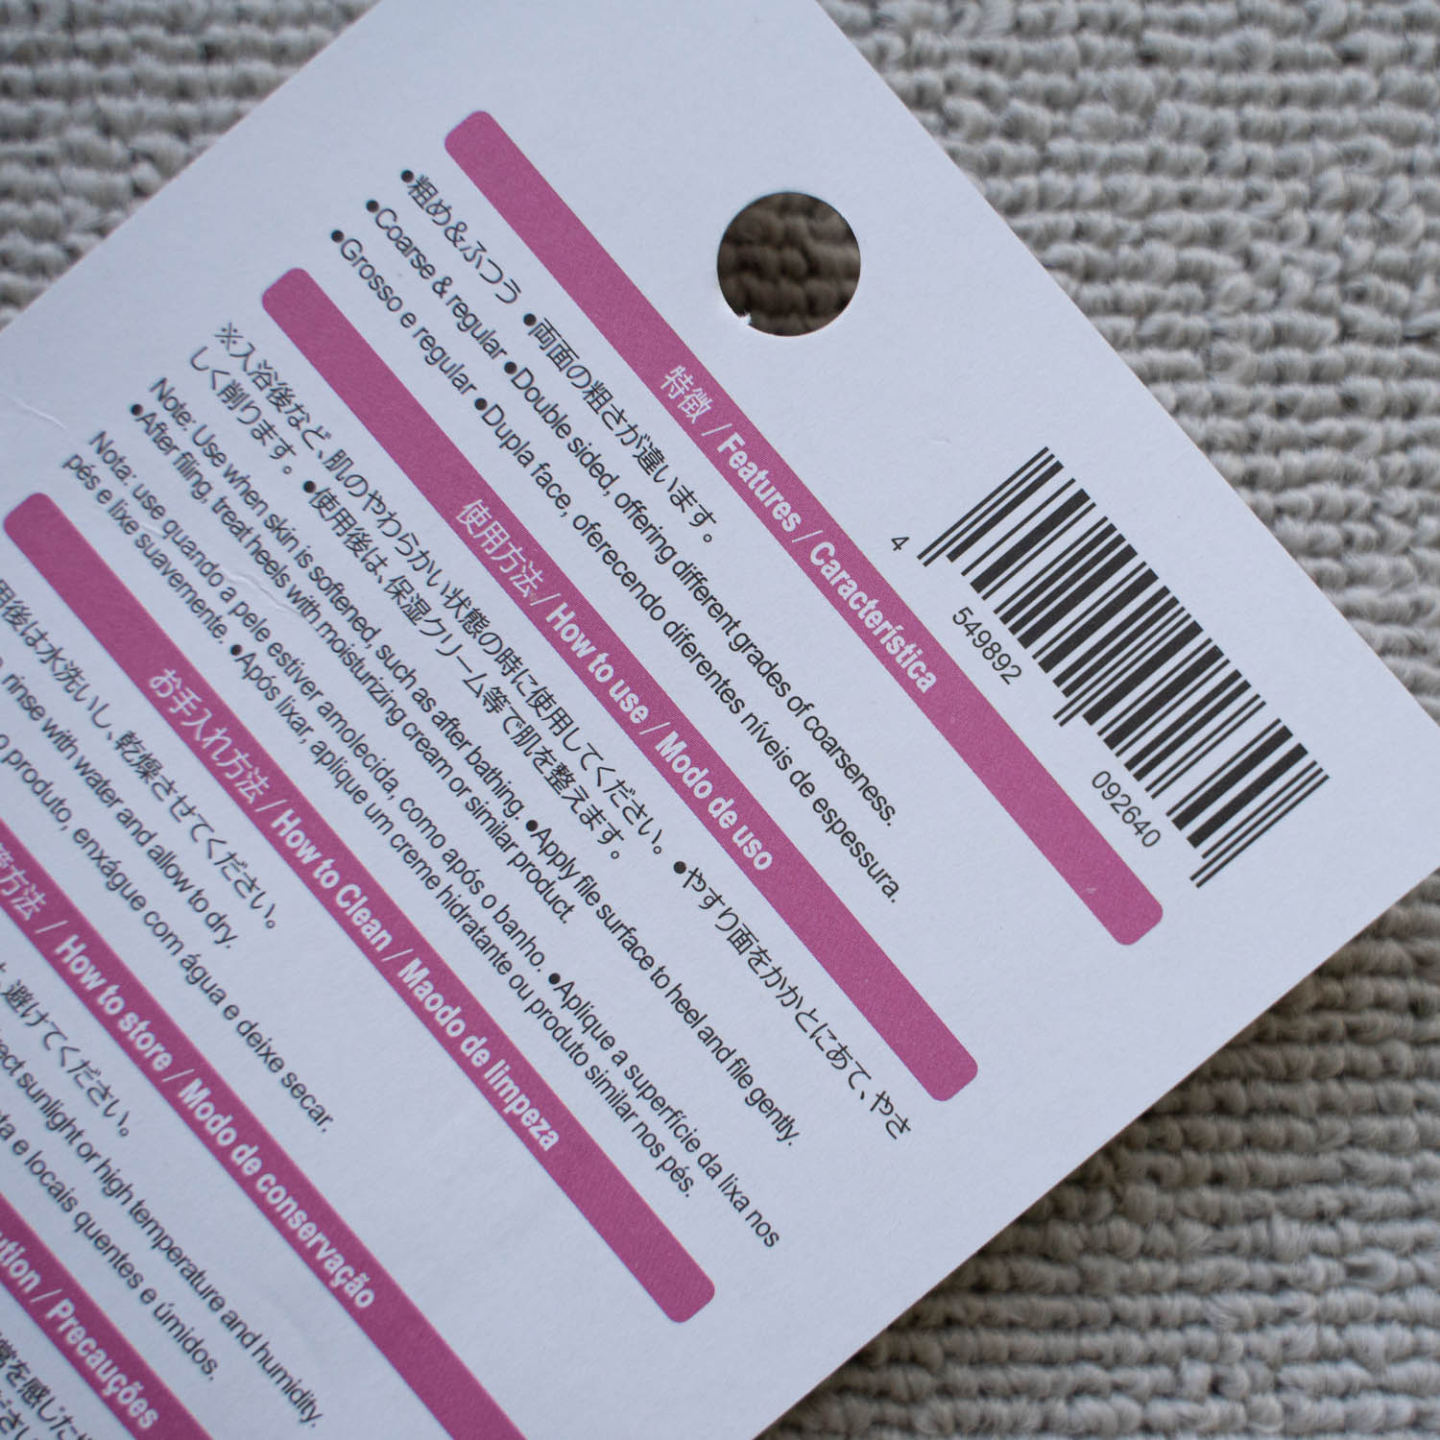 4 549892 092640
特徴 / Features / Característica
●粗め&ふつう ●両面の粗さが違います。
●Coarse & regular ●Double sided, offering different grades of coarseness.
●Grosso e regular ●Dupla face, oferecendo diferentes níveis de espessura.
使用方法 / How to use / Modo de uso
※入浴後など、肌のやわらかい状態の時に使用してください。 ●やすり面をかかとにあて、やさ
しく削ります。 ●使用後は、保湿クリーム等で肌を整えます。
Note: Use when skin is softened, such as after bathing. ●Apply file surface to heel and file gently.
●After filing, treat heels with moisturizing cream or similar product.
Nota: use quando a pele estiver amolecida, como após o banho. ●Aplique a superfície da lixa nos
pés e lixe suavemente. ●Após lixar, aplique um creme hidratante ou produto similar nos pés.
お手入れ方法 / How to Clean / Maodo de limpeza
用後は水洗いし、乾燥させてください。
rinse with water and allow to dry.
o produto, enxágue com água e deixe secar.
方法 / How to store / Modo de conservação
避けてください。
sunlight or high temperature and humidity.
e locais quentes e úmidos.
/ Precauções
常を感じた